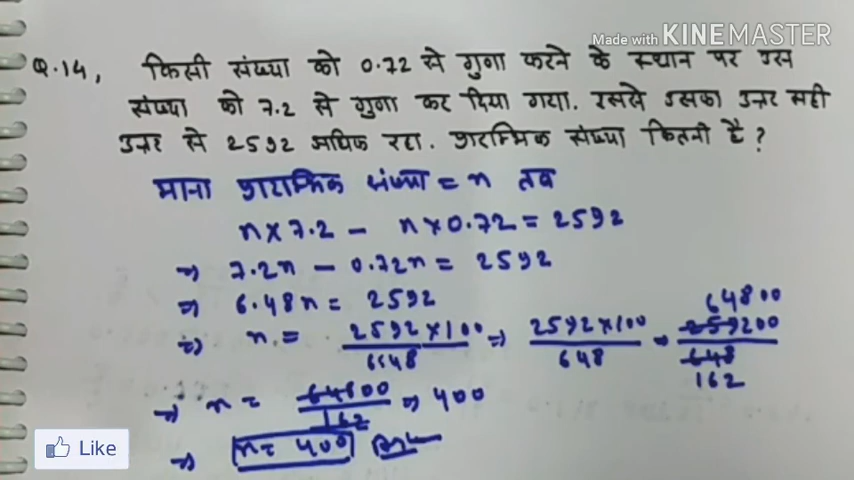 Made with KINEMASTER
Q.14, किसी संख्या को 0.72 से गुणा करने के स्थान पर उस
संख्या को 7.2 से गुणा कर दिया गया. इससे उसका उत्तर सही
उत्तर से 2592 अधिक रहा. प्रारम्भिक संख्या कितनी है ?
माना प्रारम्भिक संख्या = n तब
n × 7.2 – n × 0.72 = 2592
⇒ 7.2n – 0.72n = 2592
⇒ 6.48n = 2592
⇒ n = 2592×100/6648 ⇒ 2592×100/648 = 64800 259200/648 162
⇒ n = 64800/162 ⇒ 400
⇒ n = 400 Ans
Like